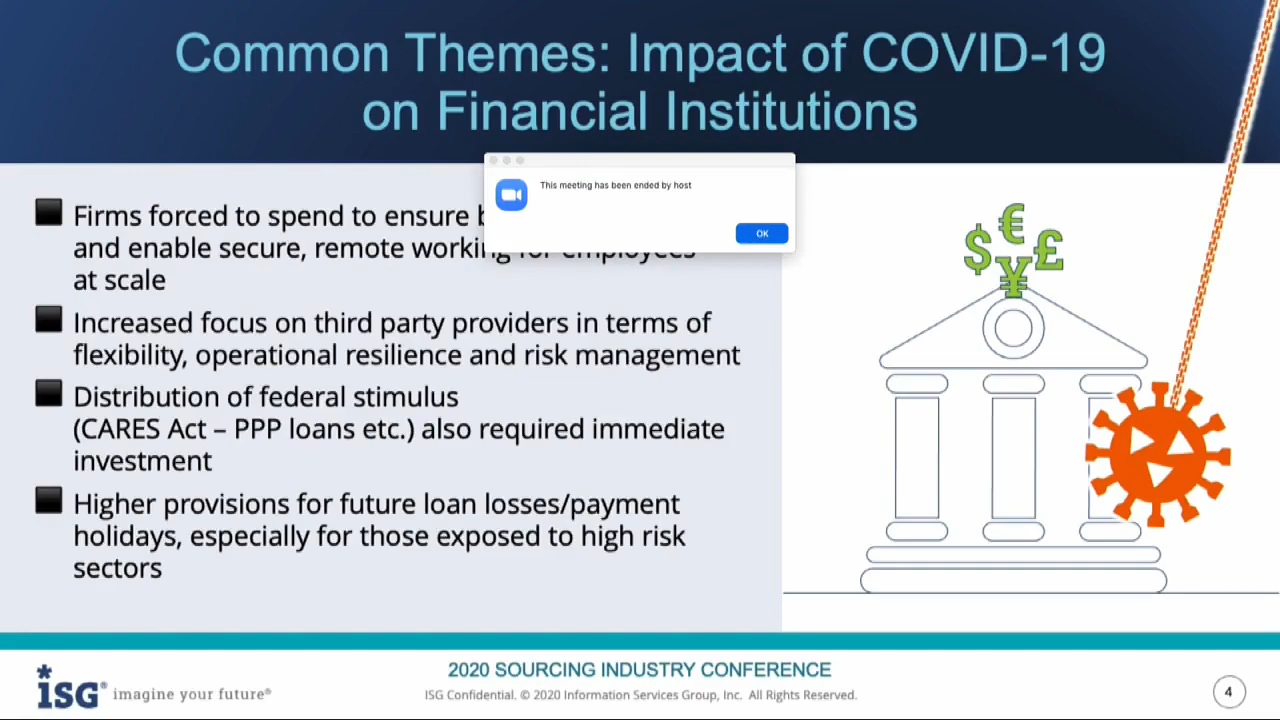 Common Themes: Impact of COVID-19
on Financial Institutions
This meeting has been ended by host
OK
Firms forced to spend to ensure
and enable secure, remote working for employees
at scale
Increased focus on third party providers in terms of
flexibility, operational resilience and risk management
Distribution of federal stimulus
(CARES Act – PPP loans etc.) also required immediate
investment
Higher provisions for future loan losses/payment
holidays, especially for those exposed to high risk
sectors
$ € £ ¥
2020 SOURCING INDUSTRY CONFERENCE
ISG Confidential. © 2020 Information Services Group, Inc. All Rights Reserved.
*ISG® imagine your future®
4